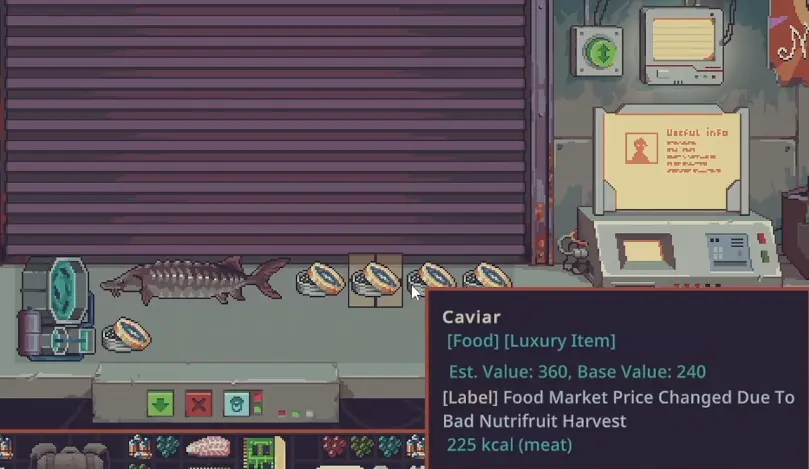 N
Useful info
Caviar
[Food] [Luxury Item]
Est. Value: 360, Base Value: 240
[Label] Food Market Price Changed Due To
Bad Nutrifruit Harvest
225 kcal (meat)